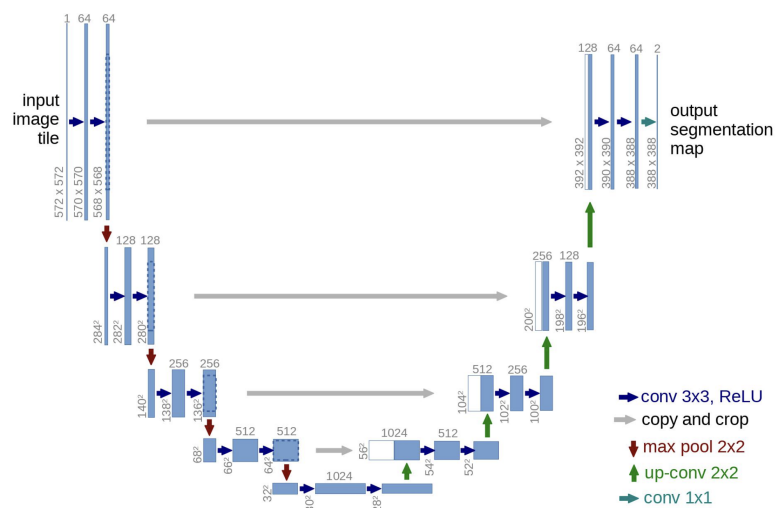 1 64 64
128 64 64 2
input
image
tile
output
segmentation
map
572 x 572
570 x 570
568 x 568
392 x 392
390 x 390
388 x 388
388 x 388
128 128
256 128
284²
282²
280²
200²
198²
196²
256 256
512 256
140²
138²
136²
104²
102²
100²
512 512
1024 512
68²
66²
64²
56²
54²
52²
1024
32²
30²
28²
conv 3x3, ReLU
copy and crop
max pool 2x2
up-conv 2x2
conv 1x1